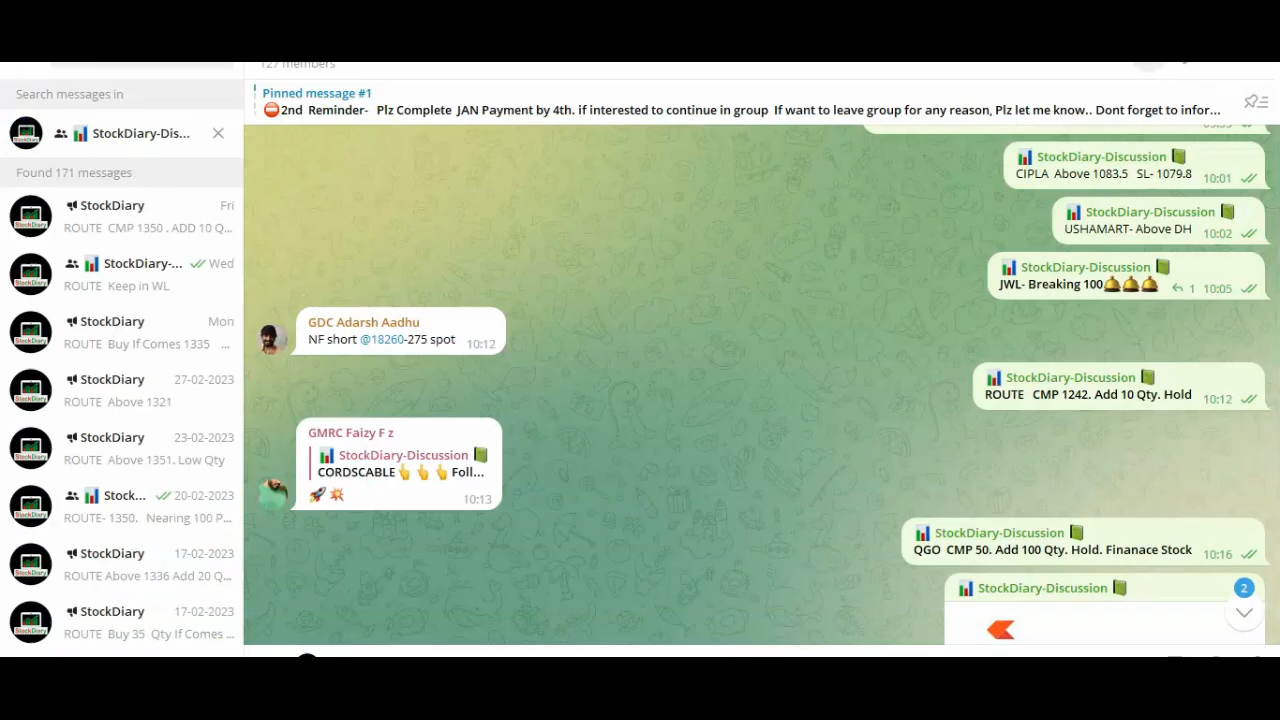 127 members
Pinned message #1
⛔2nd Reminder- Plz Complete JAN Payment by 4th. if interested to continue in group If want to leave group for any reason, Plz let me know.. Dont forget to infor...
Search messages in
StockDiary-Dis...
Found 171 messages
StockDiary Fri
ROUTE CMP 1350 . ADD 10 Q...
StockDiary-... Wed
ROUTE Keep in WL
StockDiary Mon
ROUTE Buy If Comes 1335 ...
StockDiary 27-02-2023
ROUTE Above 1321
StockDiary 23-02-2023
ROUTE Above 1351. Low Qty
Stock... 20-02-2023
ROUTE- 1350. Nearing 100 P...
StockDiary 17-02-2023
ROUTE Above 1336 Add 20 Q...
StockDiary 17-02-2023
ROUTE Buy 35 Qty If Comes ...
StockDiary-Discussion
CIPLA Above 1083.5 SL- 1079.8 10:01
StockDiary-Discussion
USHAMART- Above DH 10:02
StockDiary-Discussion
JWL- Breaking 100🛎🛎🛎 1 10:05
GDC Adarsh Aadhu
NF short @18260-275 spot 10:12
StockDiary-Discussion
ROUTE CMP 1242. Add 10 Qty. Hold 10:12
GMRC Faizy F z
StockDiary-Discussion
CORDSCABLE👆👆👆Foll...
🚀💥 10:13
StockDiary-Discussion
QGO CMP 50. Add 100 Qty. Hold. Finanace Stock 10:16
StockDiary-Discussion
2